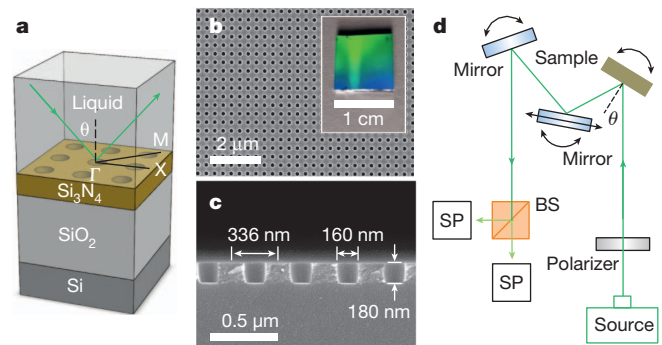 a
Liquid
θ
M
X
Γ
Si₃N₄
SiO₂
Si
b
2 μm
1 cm
c
336 nm
160 nm
180 nm
0.5 μm
d
Mirror
Sample
θ
Mirror
BS
SP
SP
Polarizer
Source